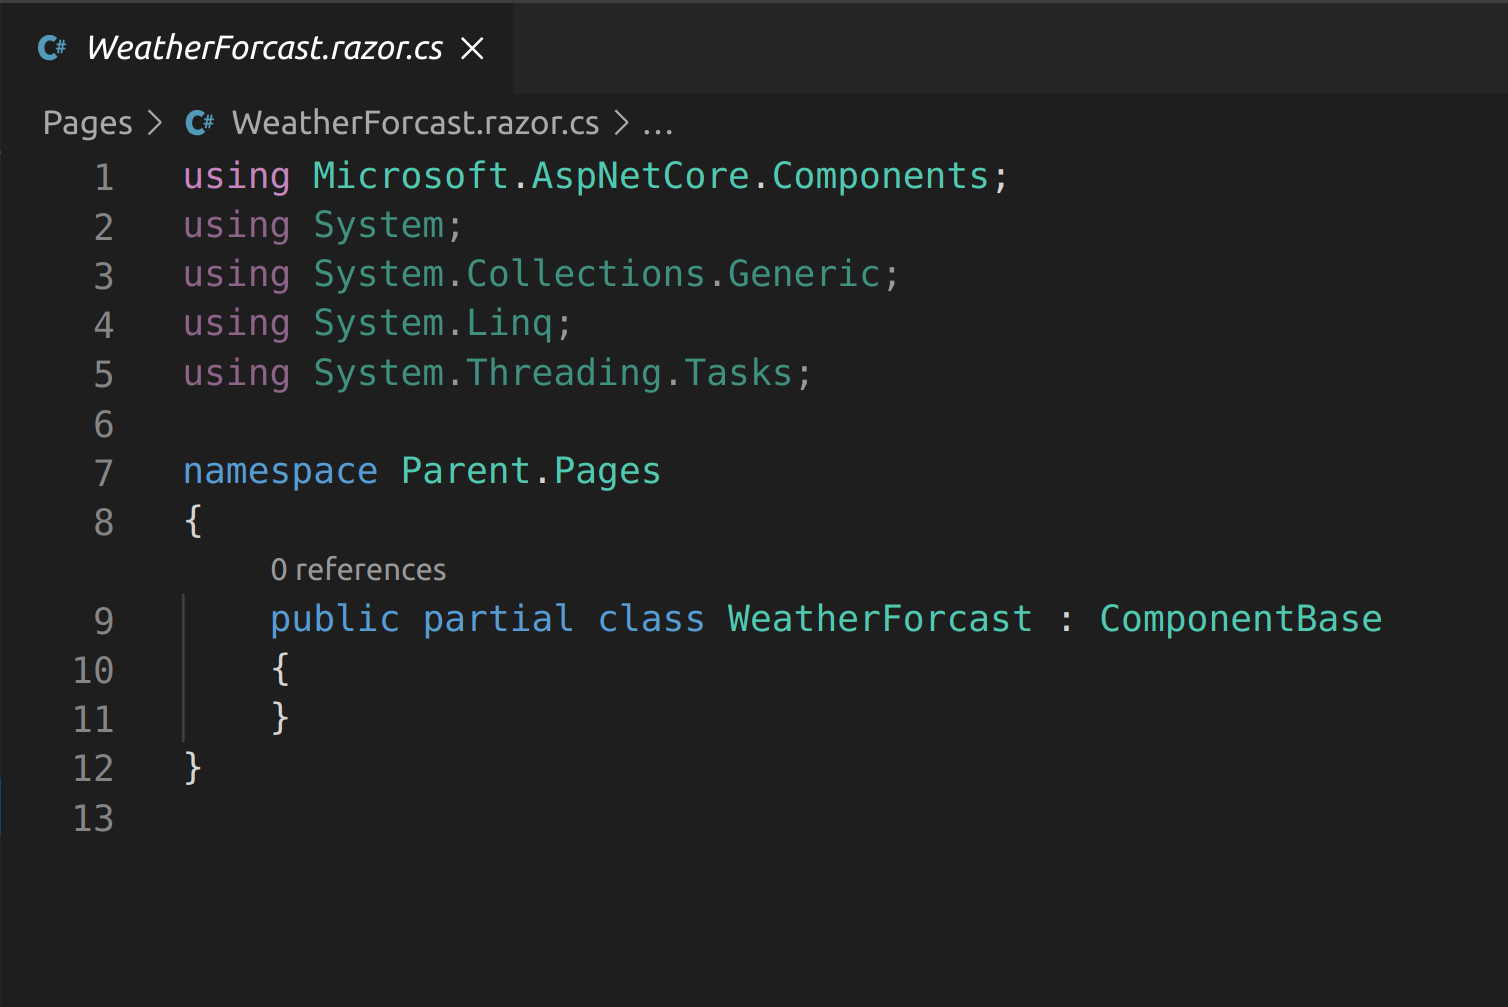 C# WeatherForcast.razor.cs
Pages > C# WeatherForcast.razor.cs > ...
1 using Microsoft.AspNetCore.Components;
2 using System;
3 using System.Collections.Generic;
4 using System.Linq;
5 using System.Threading.Tasks;
6
7 namespace Parent.Pages
8 {
0 references
9 public partial class WeatherForcast : ComponentBase
10 {
11 }
12 }
13